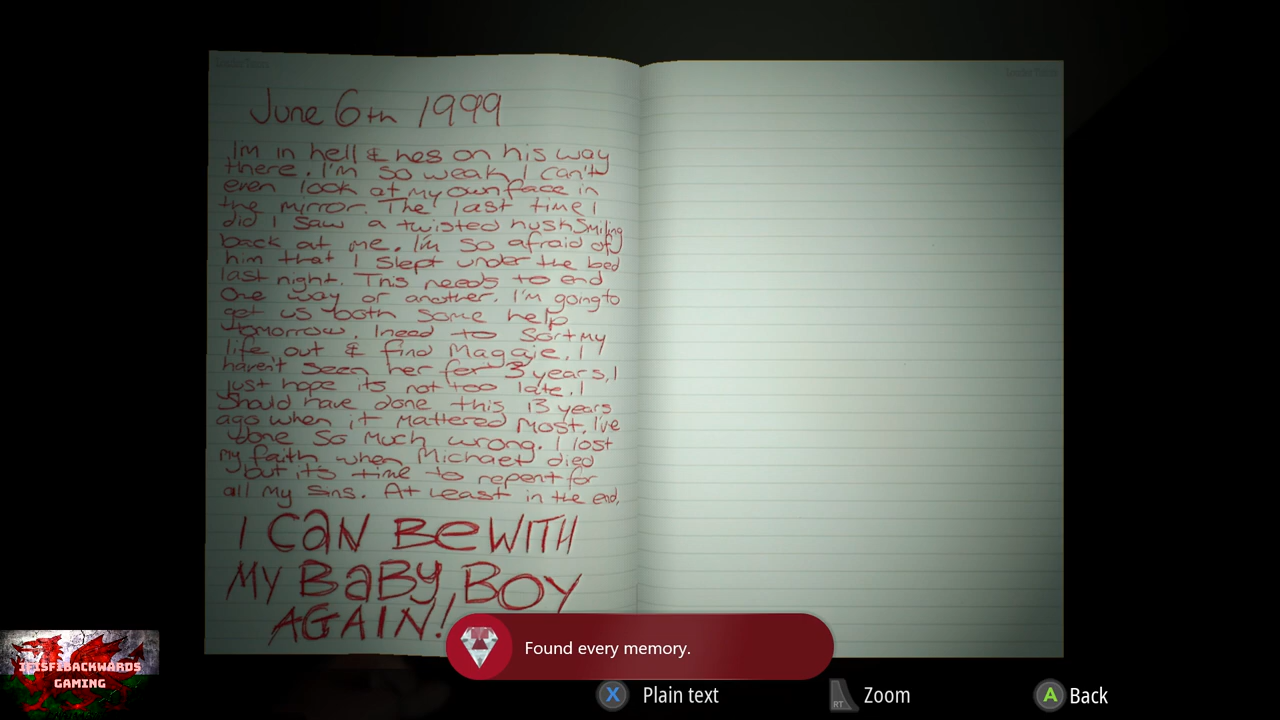 June 6th 1999
I'm in hell & hes on his way
there. I'm so weak I can't
even look at my own face in
the mirror. The last time I
did I saw a twisted husk smiling
back at me. I'm so afraid of
him that I slept under the bed
last night. This needs to end
One way or another. I'm going to
get us both some help
tomorrow. I need to sort my
life out & find Maggie. I
haven't seen her for 3 years, I
just hope its not too late. I
should have done this 13 years
ago when it mattered most. I've
done so much wrong. I lost
my faith when Michael died
but it's time to repent for
all my sins. At least in the end,
I CAN BE WITH
MY BABY BOY
AGAIN!
Found every memory.
IFISFIBACKWARDS
GAMING
X Plain text
RT Zoom
A Back